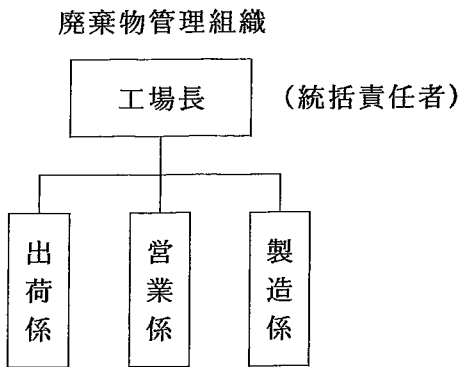 廃棄物管理組織
工場長
(統括責任者)
出荷係
営業係
製造係